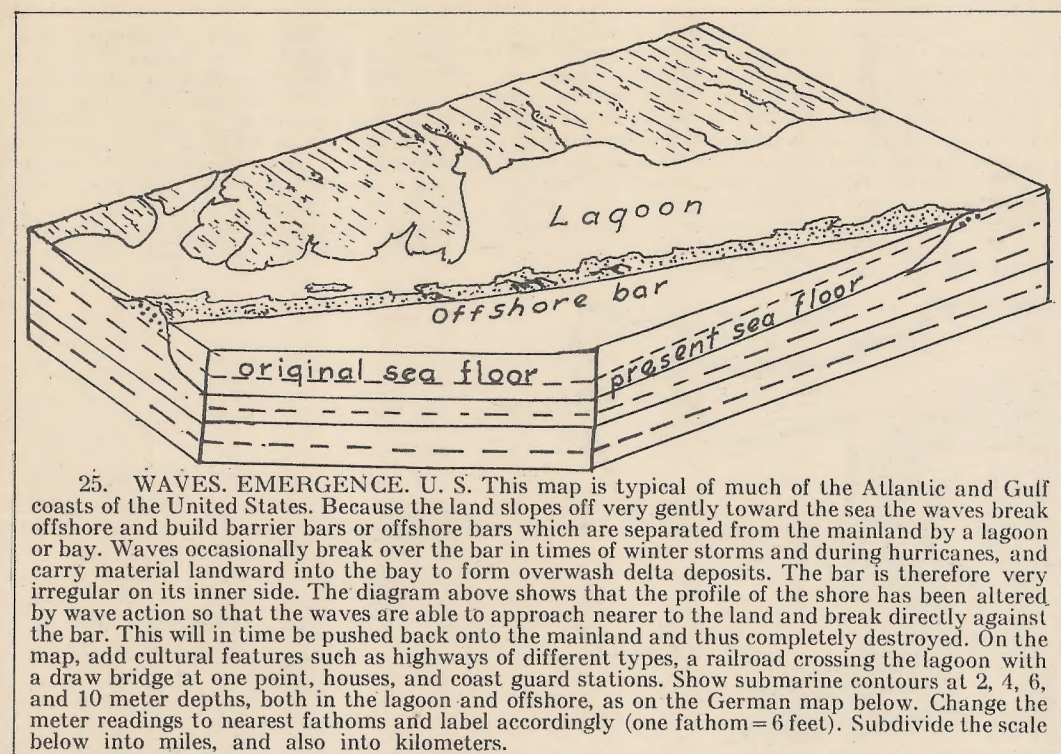 Lagoon
Offshore bar
original sea floor
present sea floor
25. WAVES. EMERGENCE. U. S. This map is typical of much of the Atlantic and Gulf
coasts of the United States. Because the land slopes off very gently toward the sea the waves break
offshore and build barrier bars or offshore bars which are separated from the mainland by a lagoon
or bay. Waves occasionally break over the bar in times of winter storms and during hurricanes, and
carry material landward into the bay to form overwash delta deposits. The bar is therefore very
irregular on its inner side. The diagram above shows that the profile of the shore has been altered
by wave action so that the waves are able to approach nearer to the land and break directly against
the bar. This will in time be pushed back onto the mainland and thus completely destroyed. On the
map, add cultural features such as highways of different types, a railroad crossing the lagoon with
a draw bridge at one point, houses, and coast guard stations. Show submarine contours at 2, 4, 6,
and 10 meter depths, both in the lagoon and offshore, as on the German map below. Change the
meter readings to nearest fathoms and label accordingly (one fathom = 6 feet). Subdivide the scale
below into miles, and also into kilometers.